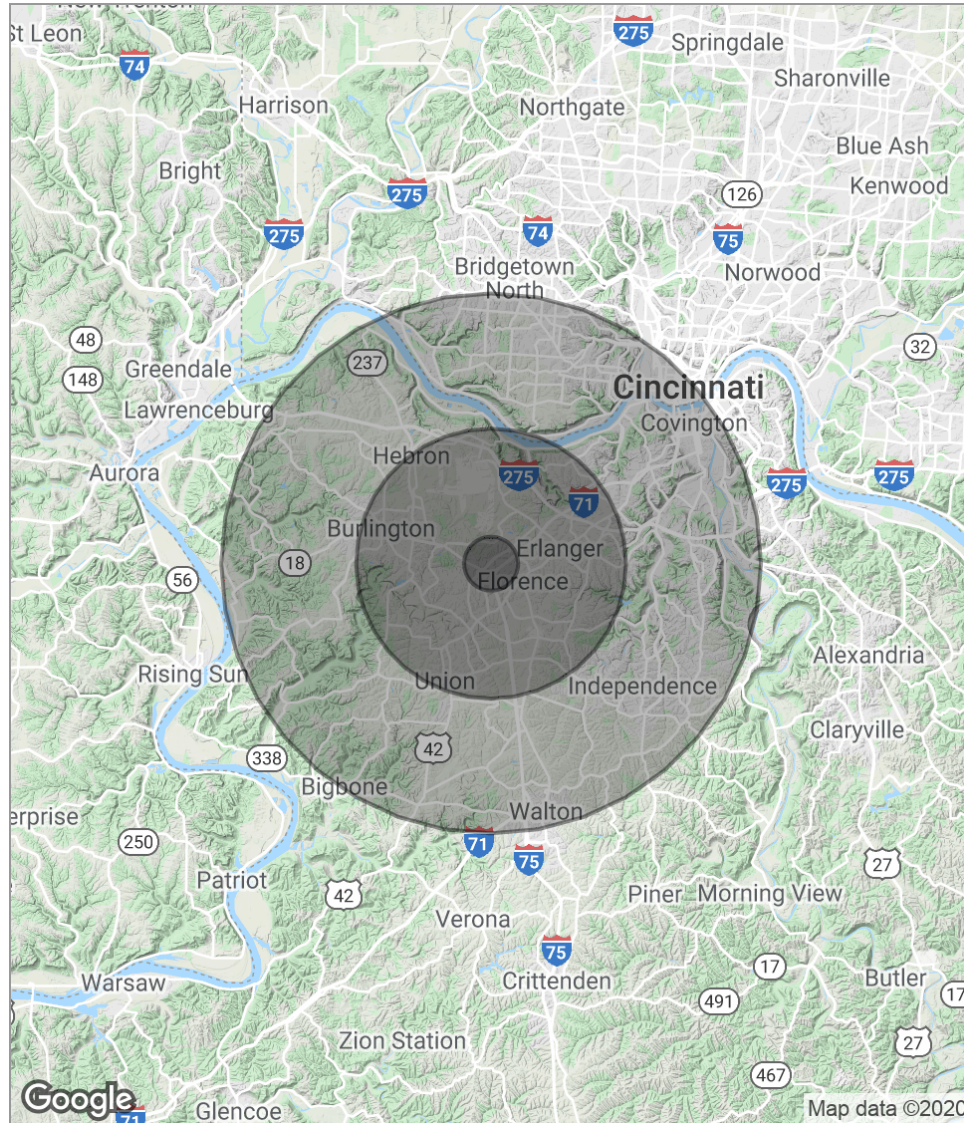 New Trenton
St Leon
275
Springdale
74
Sharonville
Harrison
Northgate
Blue Ash
Bright
275
126
Kenwood
275
74
75
Bridgetown
North
Norwood
48
237
32
148
Greendale
Cincinnati
Lawrenceburg
Covington
Hebron
Aurora
275
275
275
71
Burlington
Erlanger
18
56
Florence
Alexandria
Rising Sun
Union
Independence
Claryville
42
338
Bigbone
Walton
erprise
250
71
75
27
Patriot
42
Piner
Morning View
Verona
75
17
Warsaw
Crittenden
Butler
491
17
Zion Station
27
467
Google
71
Glencoe
Map data ©2020